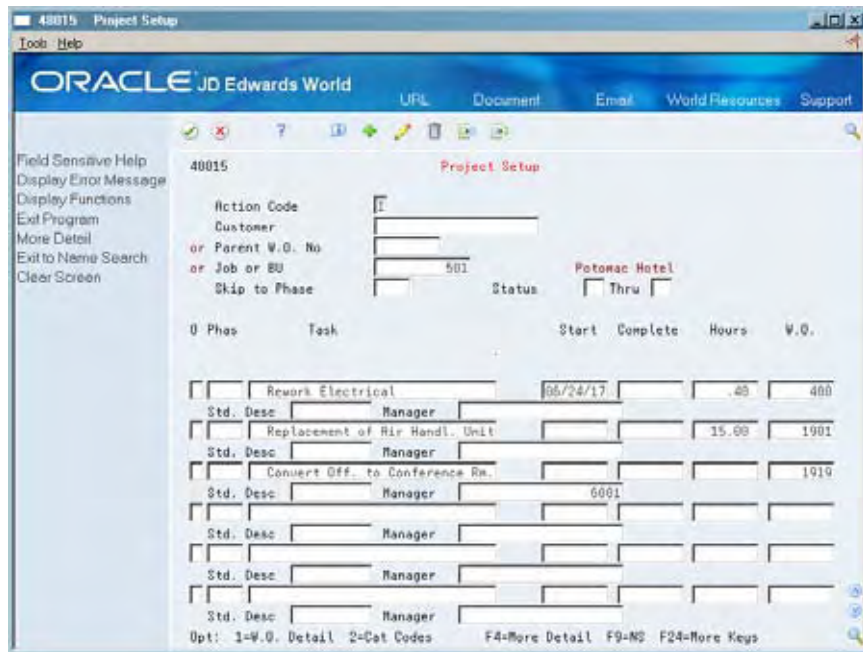 48015 Project Setup
Tools Help
ORACLE JD Edwards World
URL Document Email World Resources Support
Field Sensitive Help
Display Error Message
Display Functions
Exit Program
More Detail
Exit to Name Search
Clear Screen
48015 Project Setup
Action Code I
Customer
or Parent W.O. No
or Job or BU 501 Potomac Hotel
Skip to Phase Status Thru
O Phas Task Start Complete Hours W.O.
Rework Electrical 06/24/17 .40 400
Std. Desc Manager
Replacement of Air Handl. Unit 15.00 1901
Std. Desc Manager
Convert Off. to Conference Rm. 1919
Std. Desc Manager 6001
Std. Desc Manager
Std. Desc Manager
Std. Desc Manager
Opt: 1=W.O. Detail 2=Cat Codes F4=More Detail F9=NS F24=More Keys